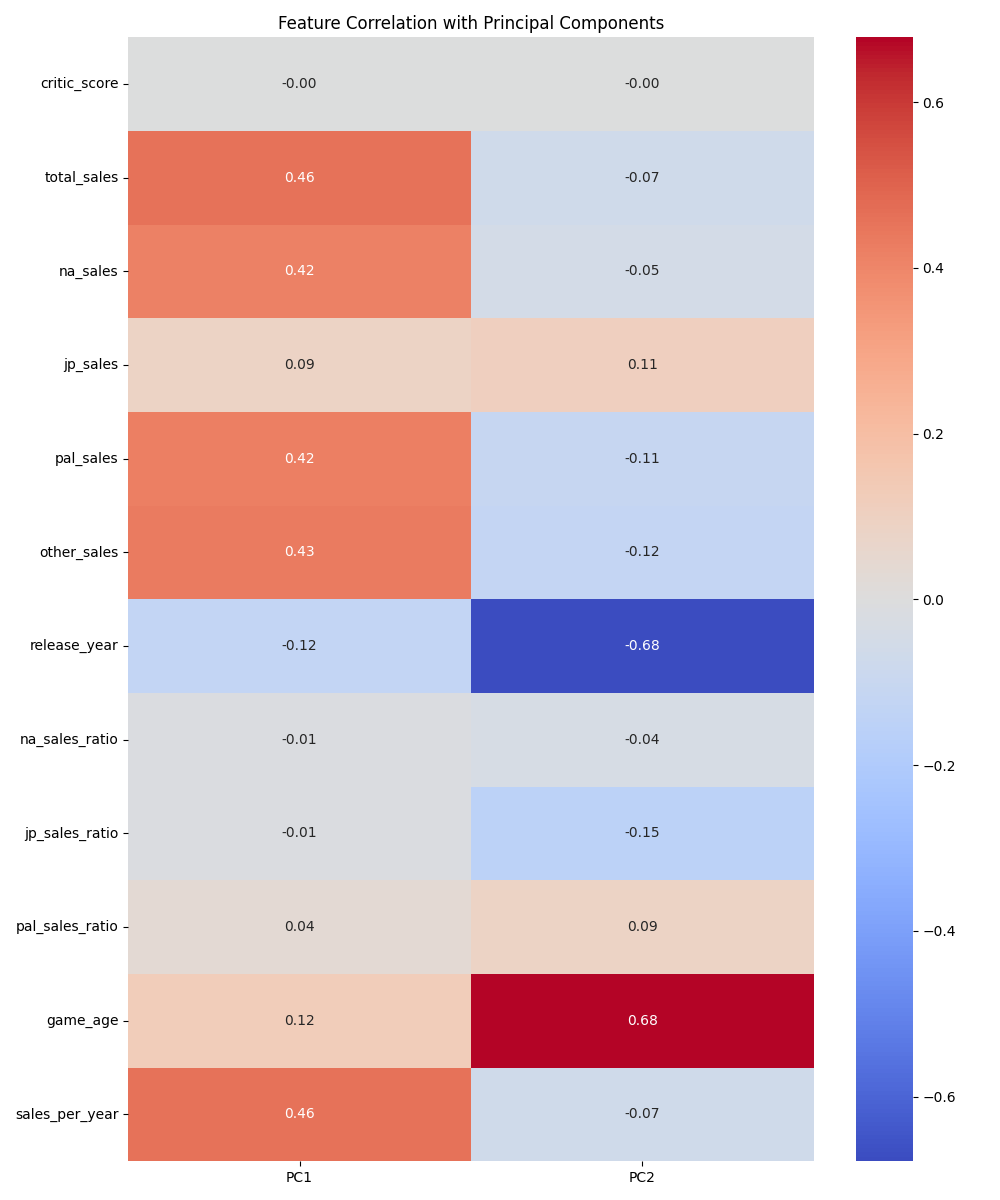 Feature Correlation with Principal Components
critic_score -0.00 -0.00
total_sales 0.46 -0.07
na_sales 0.42 -0.05
jp_sales 0.09 0.11
pal_sales 0.42 -0.11
other_sales 0.43 -0.12
release_year -0.12 -0.68
na_sales_ratio -0.01 -0.04
jp_sales_ratio -0.01 -0.15
pal_sales_ratio 0.04 0.09
game_age 0.12 0.68
sales_per_year 0.46 -0.07
PC1 PC2
0.6
0.4
0.2
0.0
−0.2
−0.4
−0.6